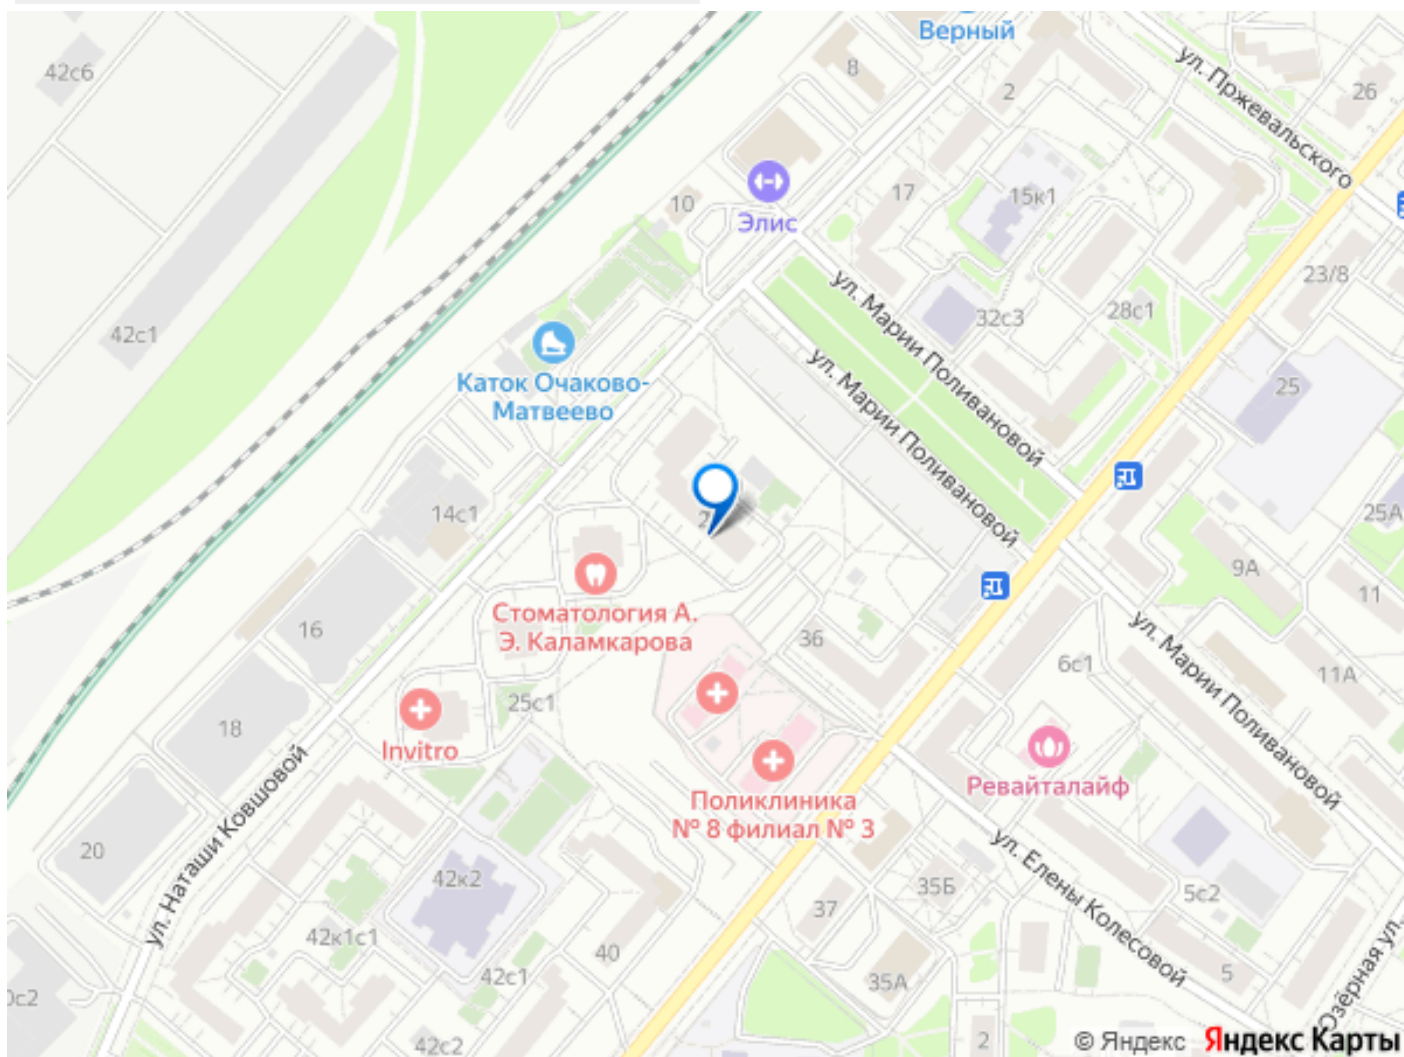 Верный
42с6
8
2
ул. Пржевальского
26
Элис
10
17
15к1
23/8
42с1
ул. Марии Поливановой
32с3
28с1
Каток Очаково-
Матвеево
ул. Марии Поливановой
25
14с1
25А
Стоматология А.
Э. Каламкарова
9А
11
16
36
6с1
ул. Марии Поливановой
11А
25с1
18
Invitro
Ревайталайф
ул. Наташи Ковшовой
Поликлиника
№ 8 филиал № 3
20
42к2
ул. Елены Колесовой
35Б
5с2
37
42к1с1
40
42с1
35А
5
Озёрная ул.
42с2
2
© Яндекс Яндекс Карты